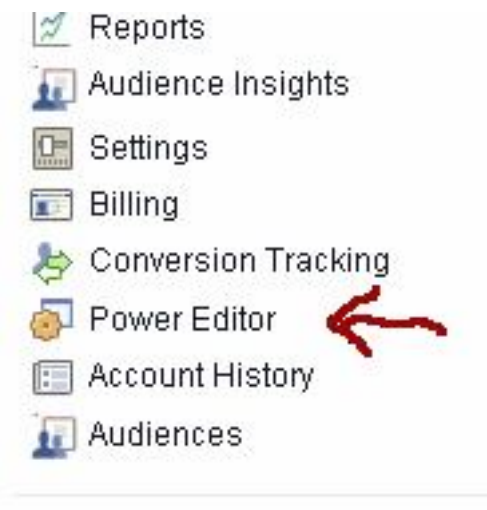 Reports
Audience Insights
Settings
Billing
Conversion Tracking
Power Editor
Account History
Audiences